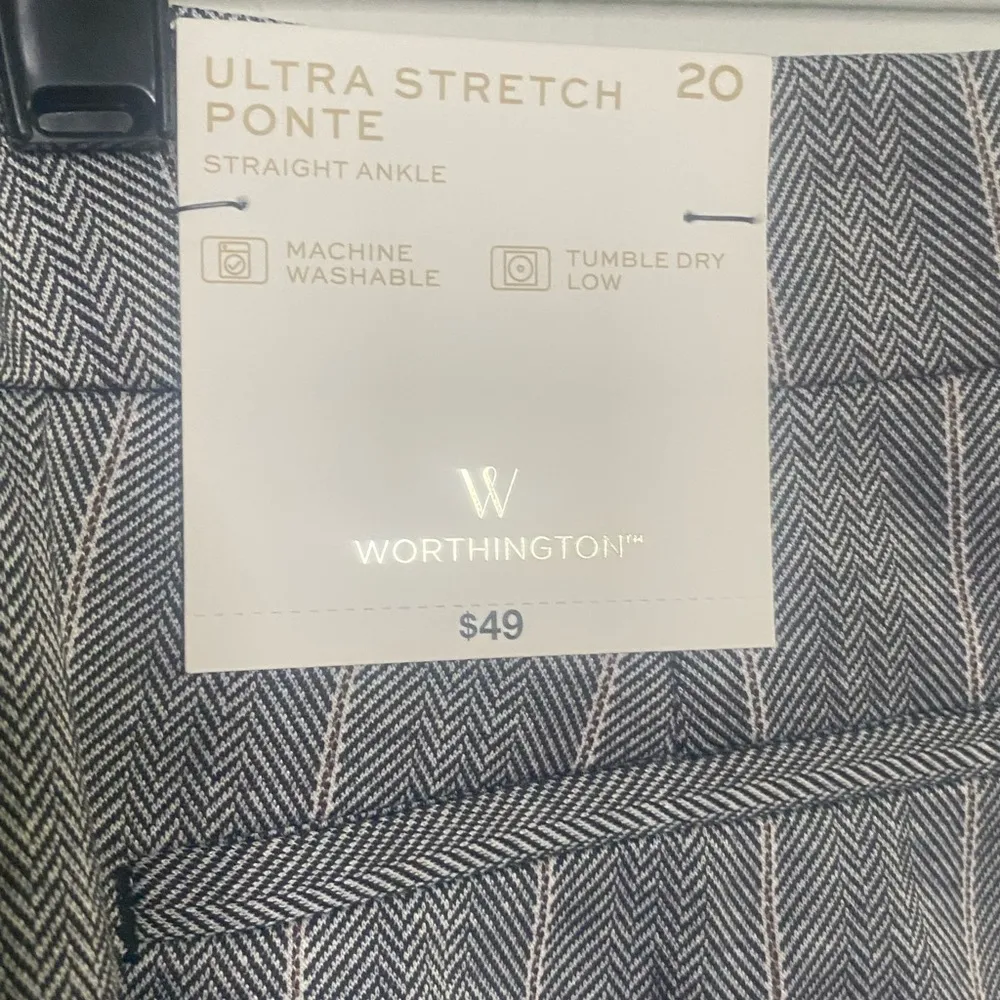 ULTRA STRETCH 20
PONTE
STRAIGHT ANKLE
MACHINE
WASHABLE
TUMBLE DRY
LOW
W
WORTHINGTON™
$49